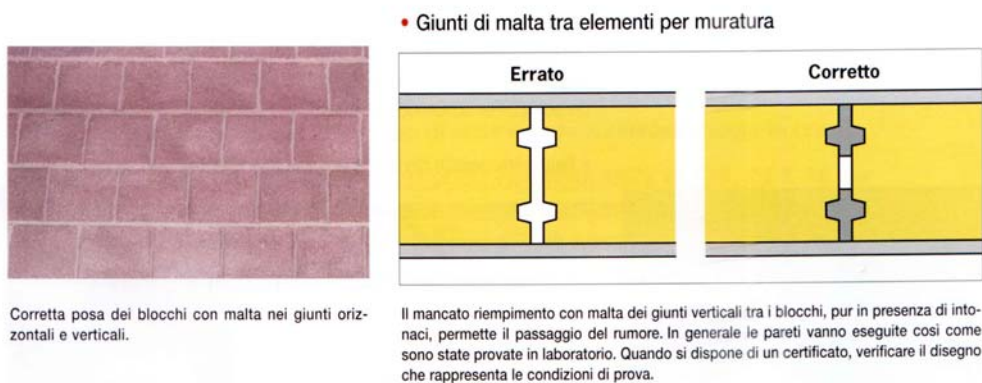 • Giunti di malta tra elementi per muratura
Errato
Corretto
Corretta posa dei blocchi con malta nei giunti oriz-
zontali e verticali.
Il mancato riempimento con malta dei giunti verticali tra i blocchi, pur in presenza di into-
naci, permette il passaggio del rumore. In generale le pareti vanno eseguite così come
sono state provate in laboratorio. Quando si dispone di un certificato, verificare il disegno
che rappresenta le condizioni di prova.